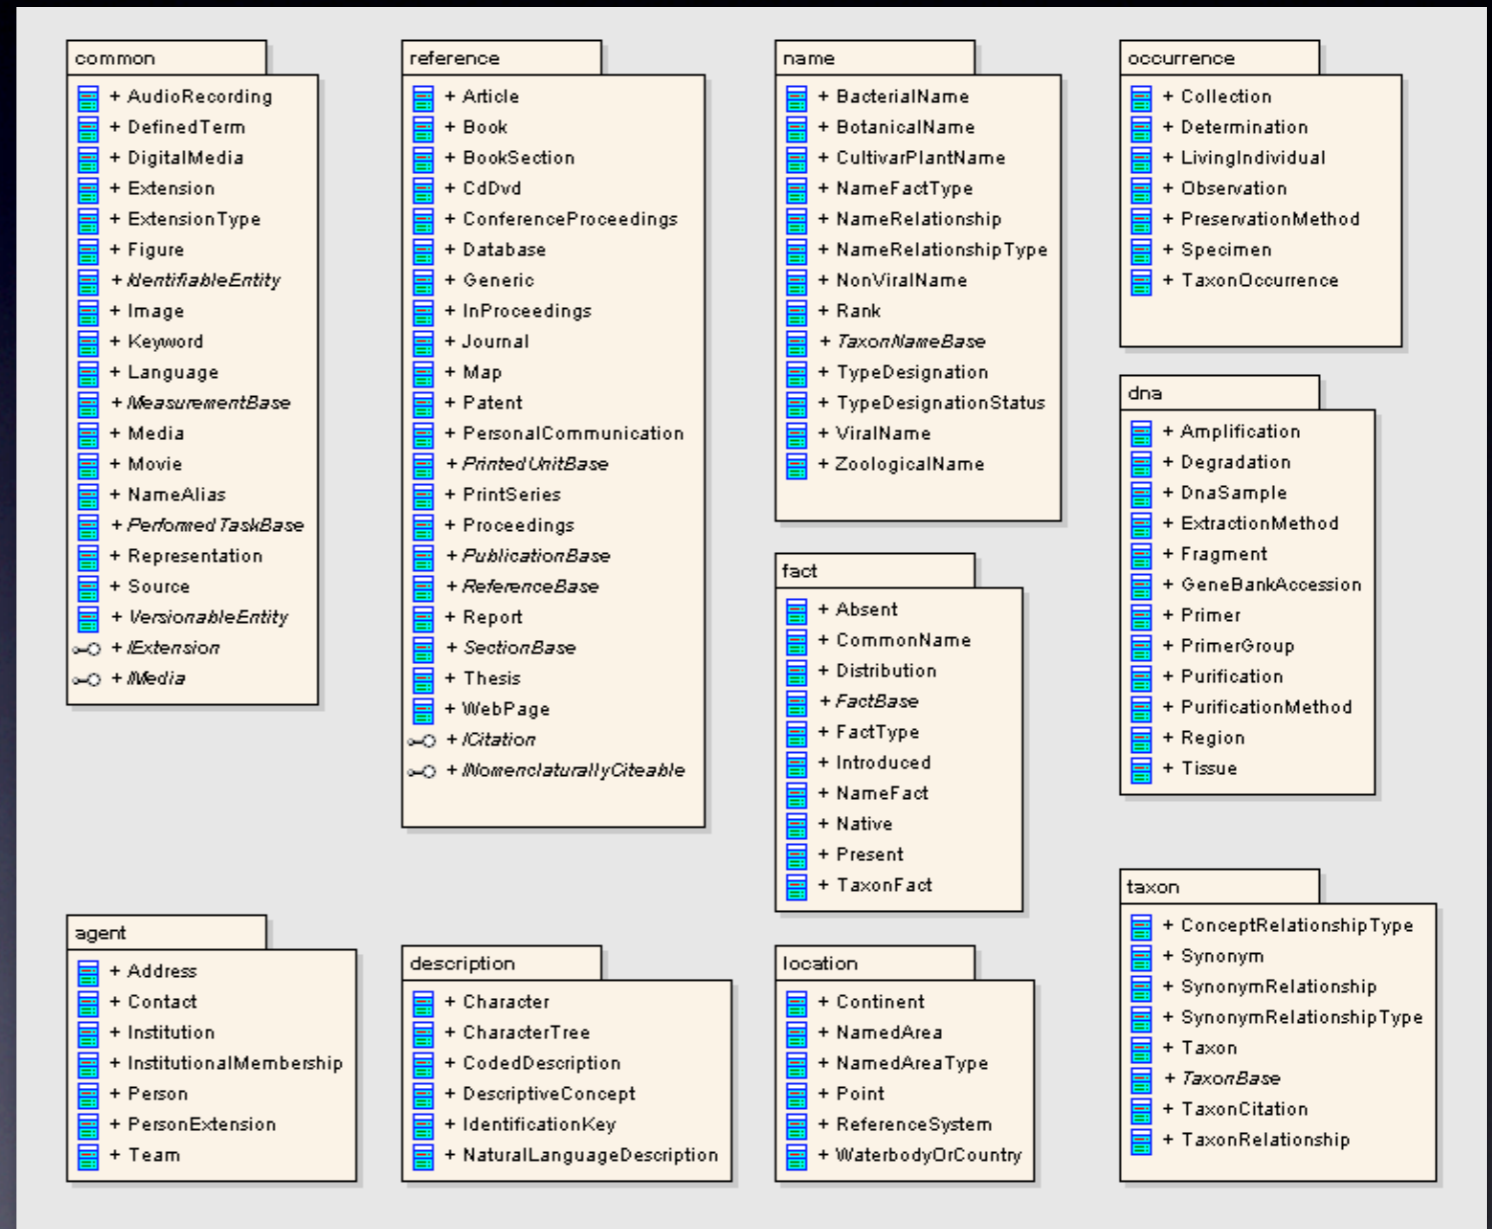 common
+ AudioRecording
+ DefinedTerm
+ DigitalMedia
+ Extension
+ ExtensionType
+ Figure
+ IdentifiableEntity
+ Image
+ Keyword
+ Language
+ MeasurementBase
+ Media
+ Movie
+ NameAlias
+ PerformedTaskBase
+ Representation
+ Source
+ VersionableEntity
+ IExtension
+ IMedia
reference
+ Article
+ Book
+ BookSection
+ CdDvd
+ ConferenceProceedings
+ Database
+ Generic
+ InProceedings
+ Journal
+ Map
+ Patent
+ PersonalCommunication
+ PrintedUnitBase
+ PrintSeries
+ Proceedings
+ PublicationBase
+ ReferenceBase
+ Report
+ SectionBase
+ Thesis
+ WebPage
+ ICitation
+ INomenclaturallyCiteable
name
+ BacterialName
+ BotanicalName
+ CultivarPlantName
+ NameFactType
+ NameRelationship
+ NameRelationshipType
+ NonViralName
+ Rank
+ TaxonNameBase
+ TypeDesignation
+ TypeDesignationStatus
+ ViralName
+ ZoologicalName
occurrence
+ Collection
+ Determination
+ LivingIndividual
+ Observation
+ PreservationMethod
+ Specimen
+ TaxonOccurrence
dna
+ Amplification
+ Degradation
+ DnaSample
+ ExtractionMethod
+ Fragment
+ GeneBankAccession
+ Primer
+ PrimerGroup
+ Purification
+ PurificationMethod
+ Region
+ Tissue
fact
+ Absent
+ CommonName
+ Distribution
+ FactBase
+ FactType
+ Introduced
+ NameFact
+ Native
+ Present
+ TaxonFact
agent
+ Address
+ Contact
+ Institution
+ InstitutionalMembership
+ Person
+ PersonExtension
+ Team
description
+ Character
+ CharacterTree
+ CodedDescription
+ DescriptiveConcept
+ IdentificationKey
+ NaturalLanguageDescription
location
+ Continent
+ NamedArea
+ NamedAreaType
+ Point
+ ReferenceSystem
+ WaterbodyOrCountry
taxon
+ ConceptRelationshipType
+ Synonym
+ SynonymRelationship
+ SynonymRelationshipType
+ Taxon
+ TaxonBase
+ TaxonCitation
+ TaxonRelationship